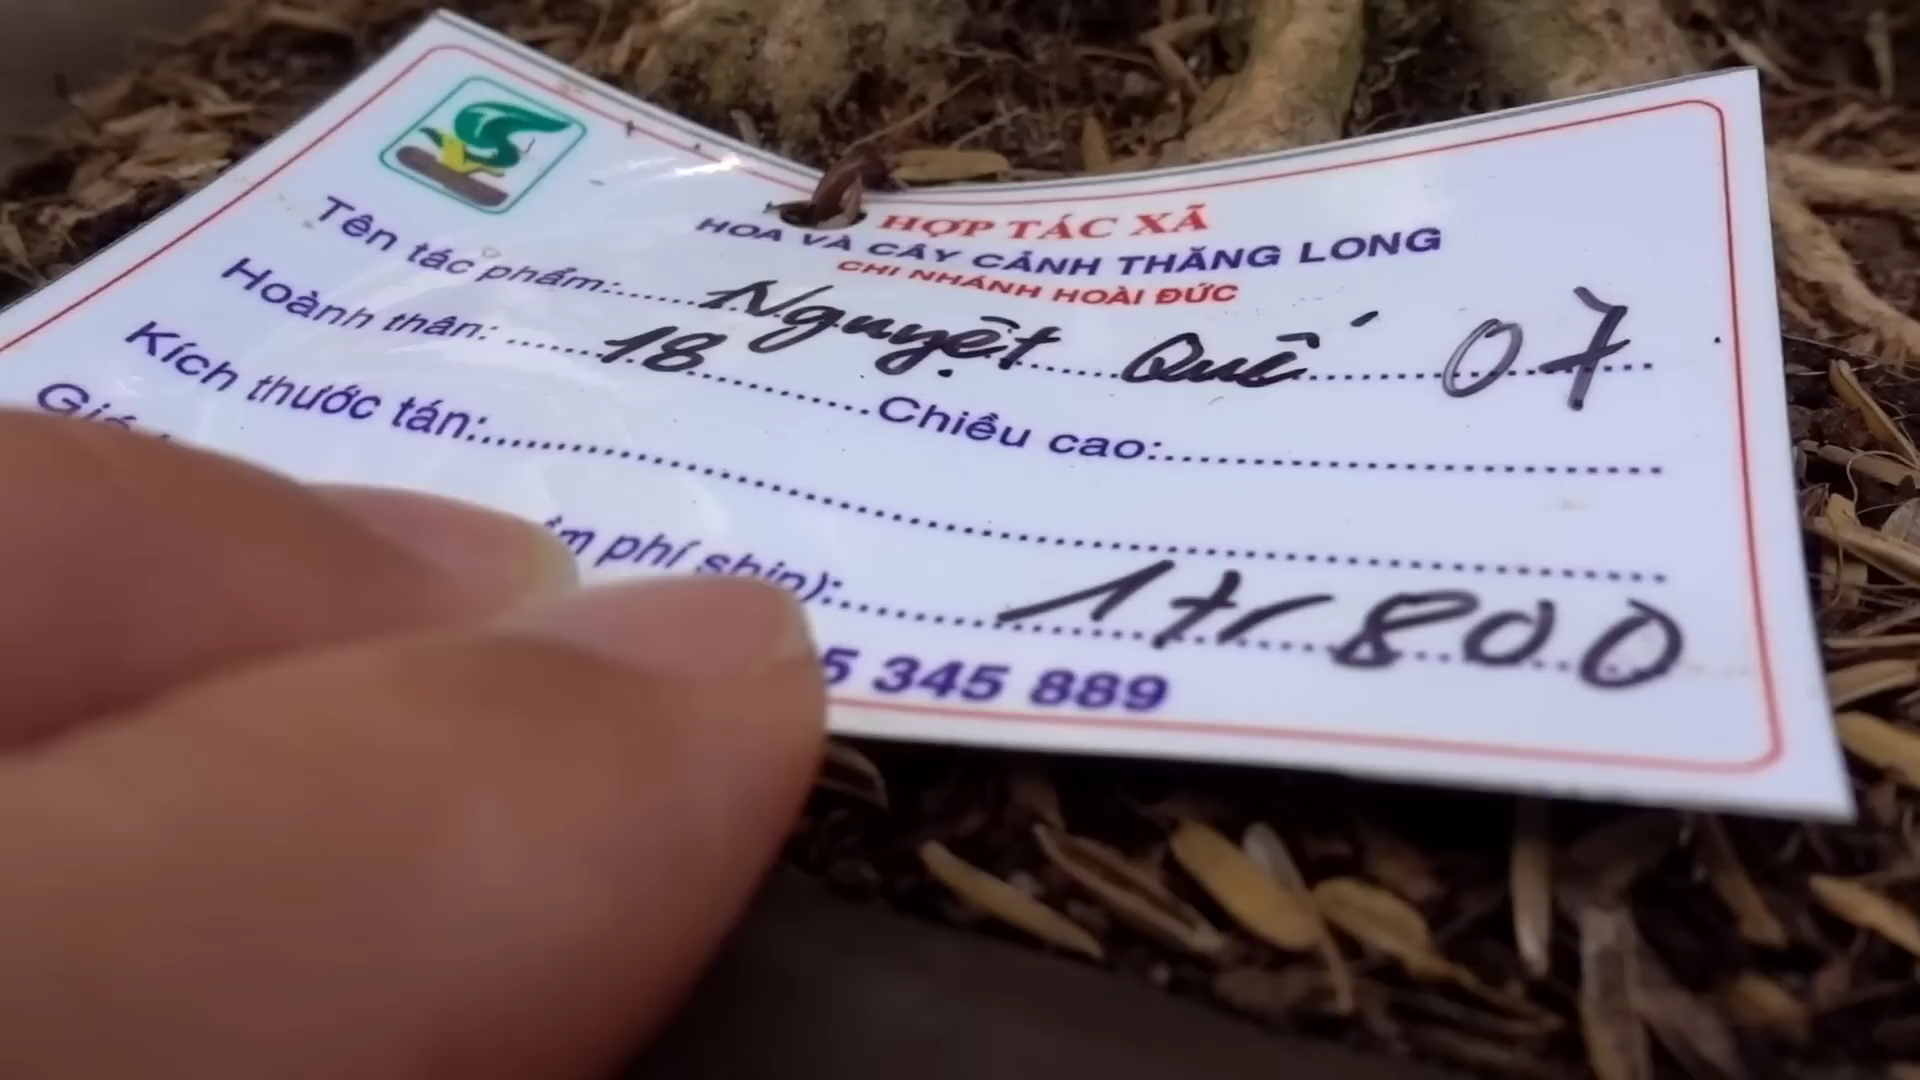 HỢP TÁC XÃ
HOA VÀ CÂY CẢNH THĂNG LONG
CHI NHÁNH HOÀI ĐỨC
Tên tác phẩm:......Nguyệt Quế 07
Hoành thân: ......18..........Chiều cao:..............................
Kích thước tán:..........................................................
phí ship):..........1tr800
5 345 889